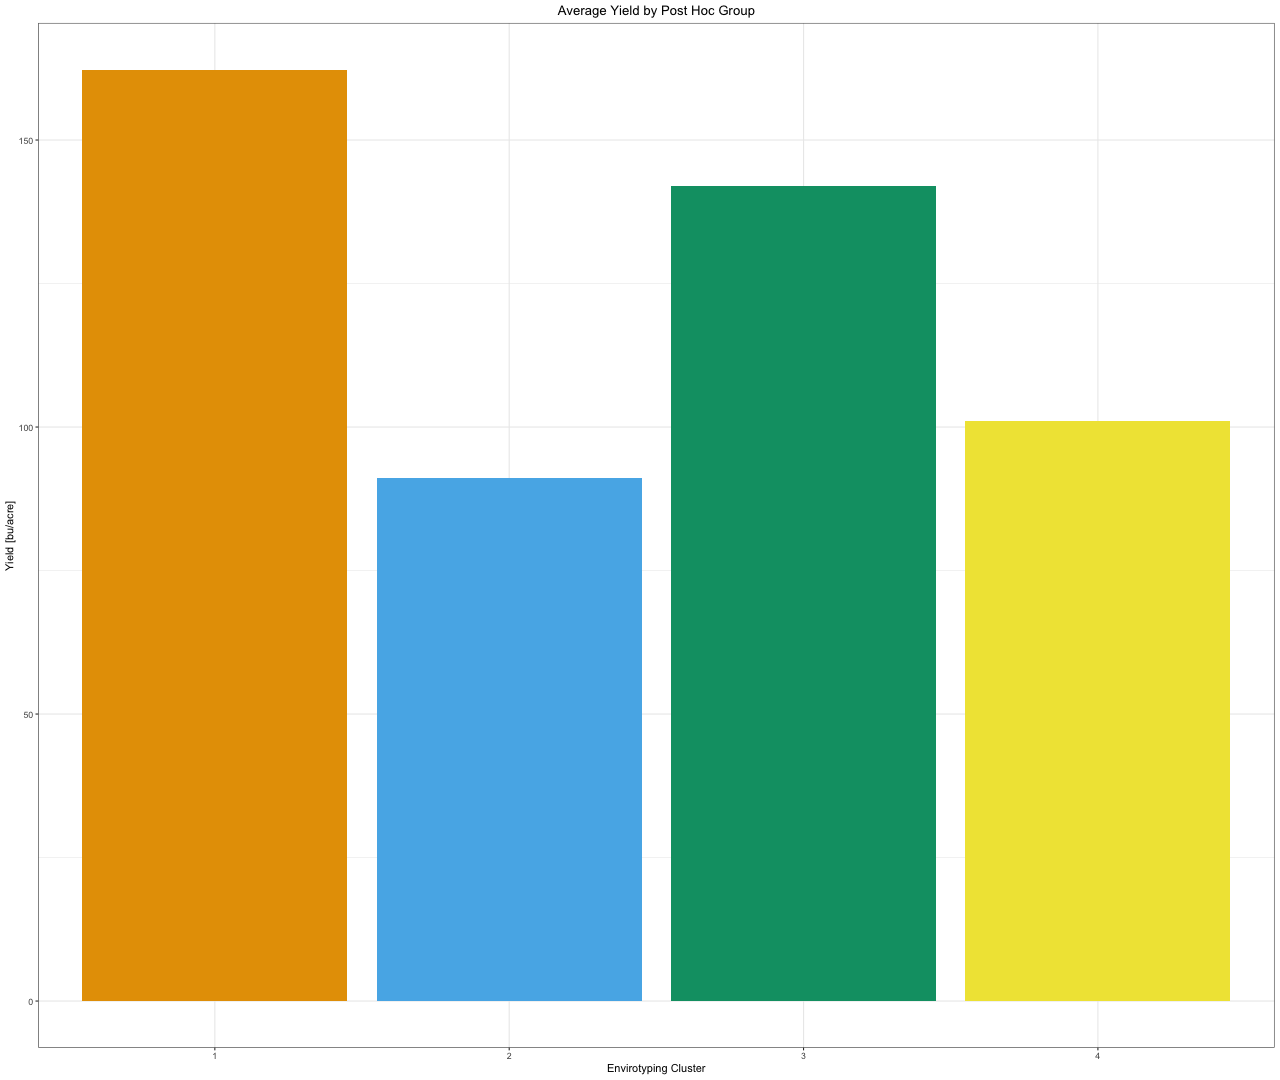 Average Yield by Post Hoc Group
Yield [bu/acre]
150
100
50
0
1 2 3 4
Envirotyping Cluster